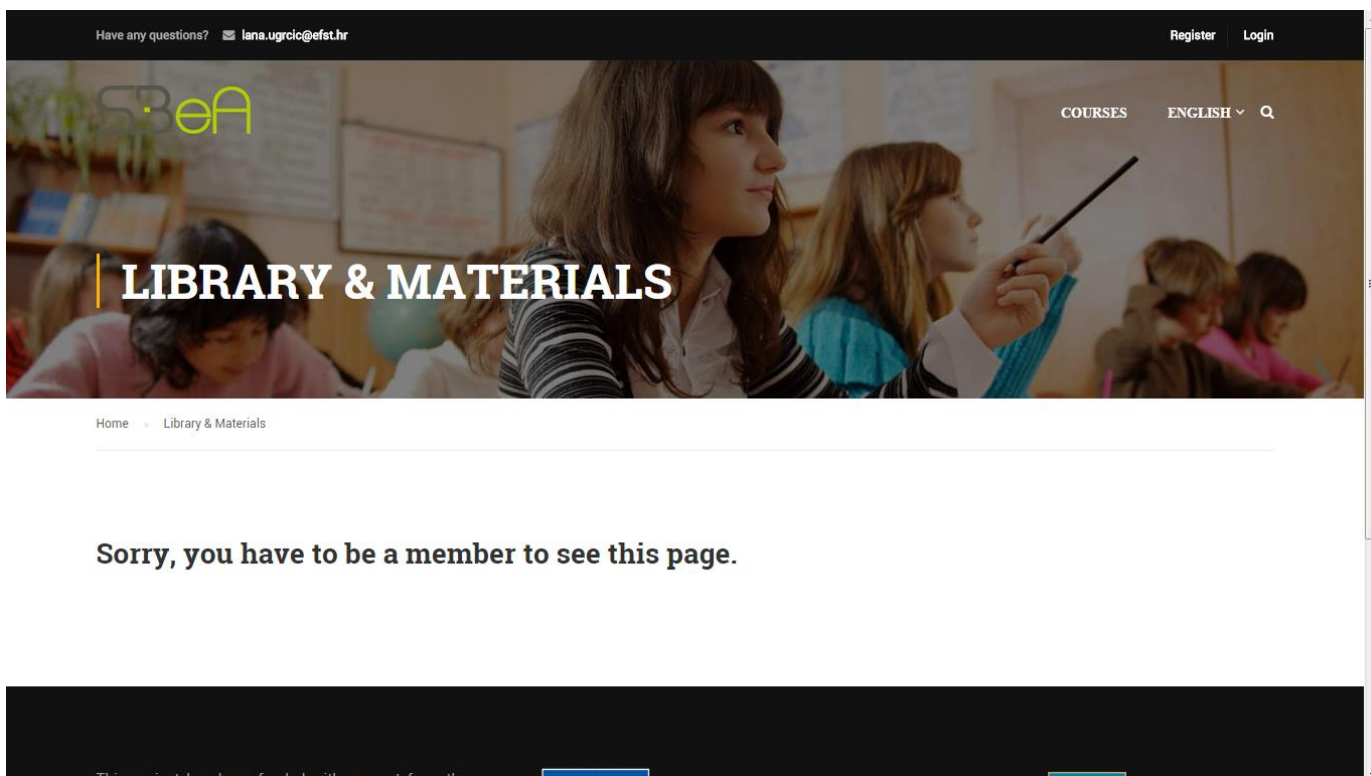 Have any questions? lana.ugrcic@efst.hr
Register Login
SBeA
COURSES ENGLISH
LIBRARY & MATERIALS
Home Library & Materials
Sorry, you have to be a member to see this page.